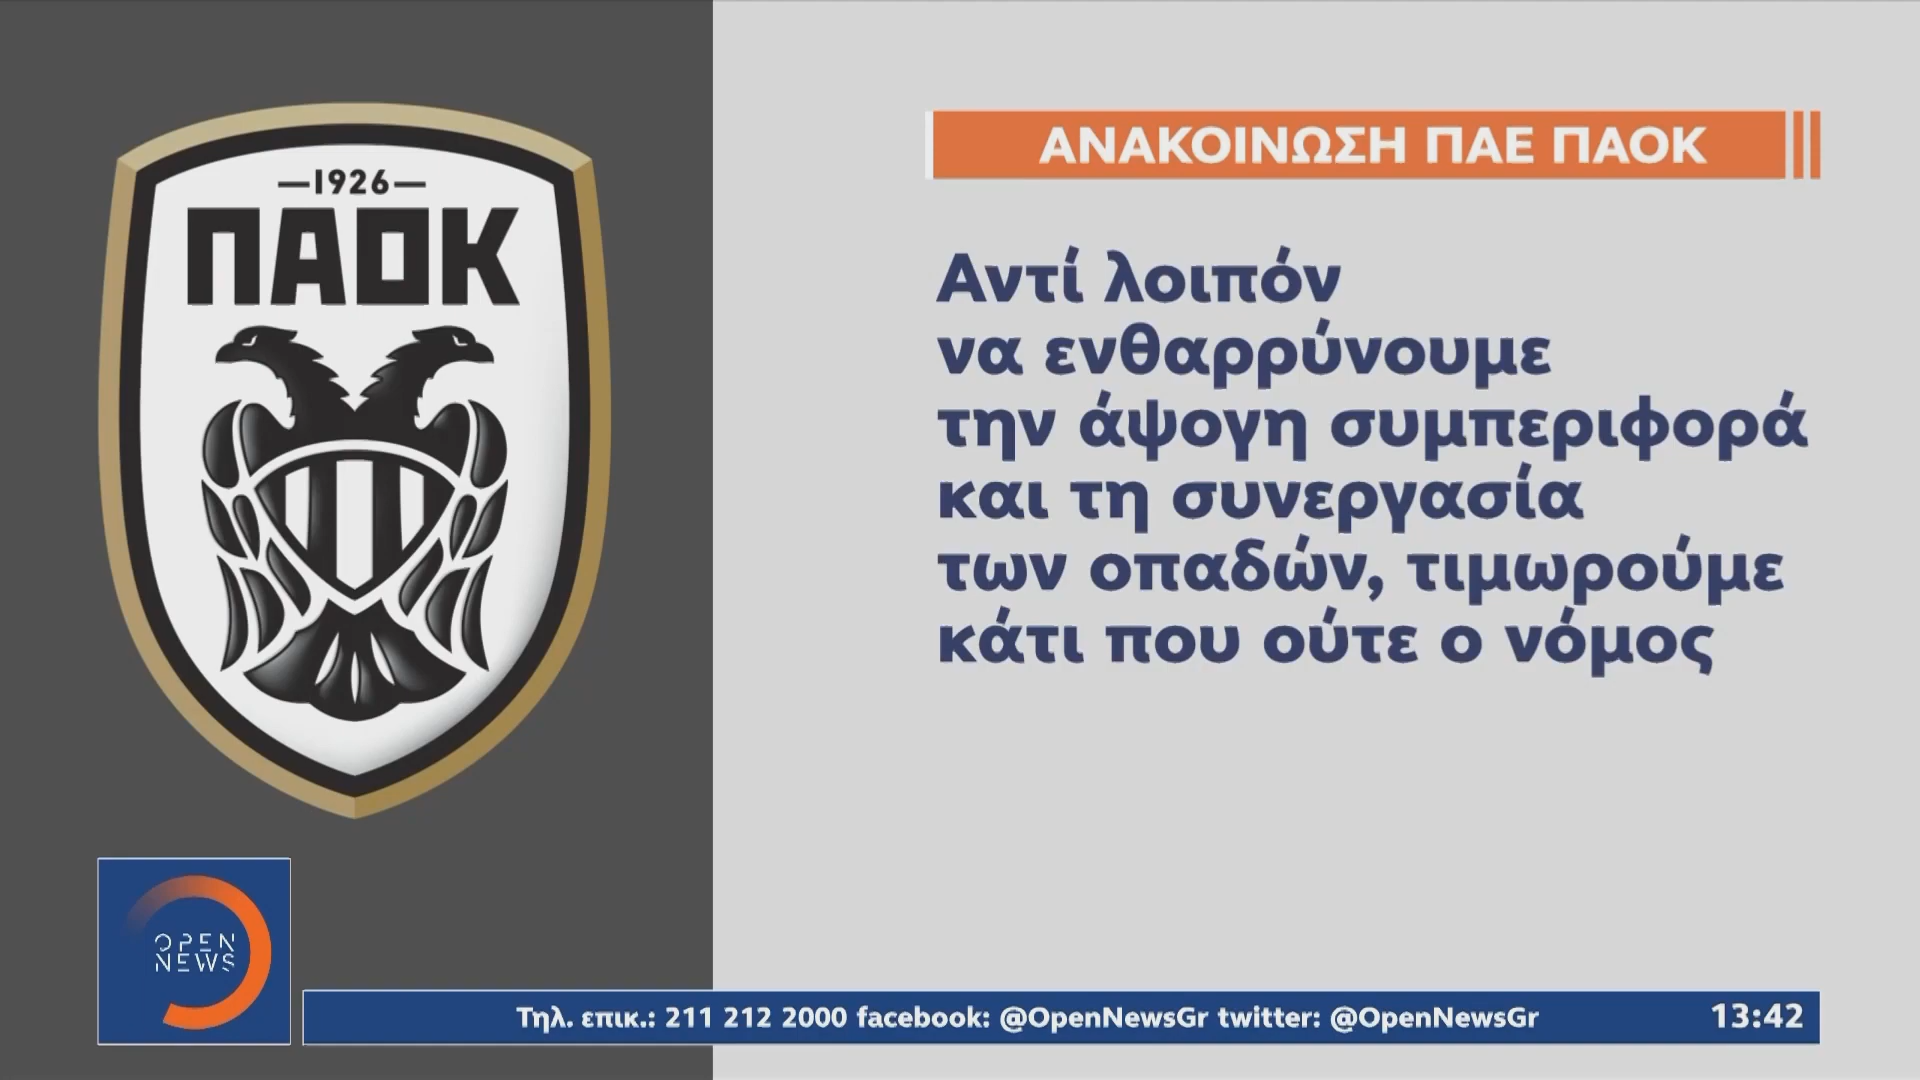 —1926—
ΠΑΟΚ
ΑΝΑΚΟΙΝΩΣΗ ΠΑΕ ΠΑΟΚ
Αντί λοιπόν
να ενθαρρύνουμε
την άψογη συμπεριφορά
και τη συνεργασία
των οπαδών, τιμωρούμε
κάτι που ούτε ο νόμος
OPEN
NEWS
Τηλ. επικ.: 211 212 2000 facebook: @OpenNewsGr twitter: @OpenNewsGr
13:42